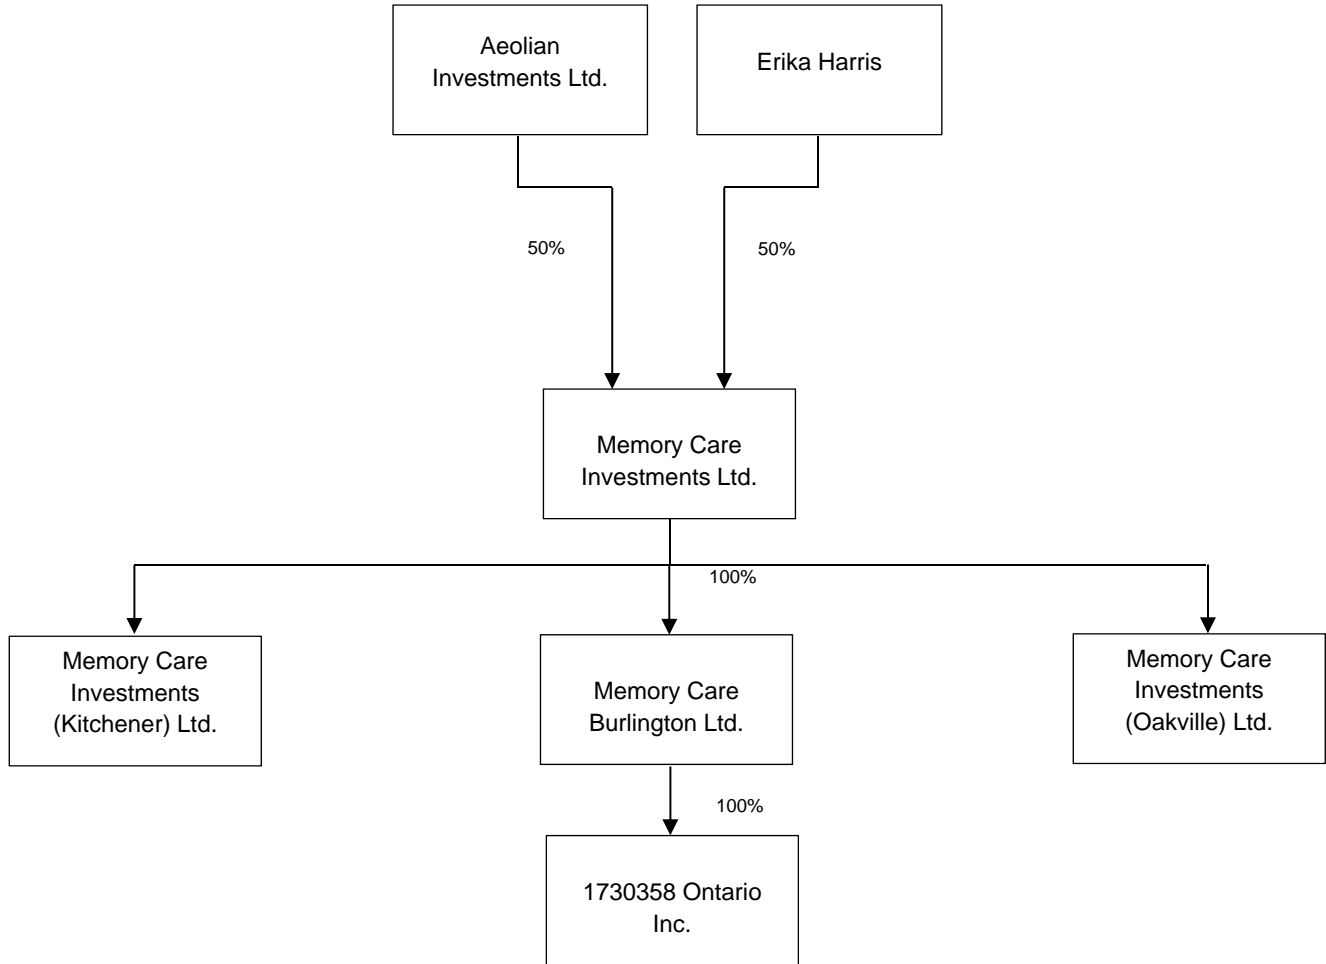 Aeolian
Investments Ltd.
Erika Harris
50%
50%
Memory Care
Investments Ltd.
100%
Memory Care
Investments
(Kitchener) Ltd.
Memory Care
Burlington Ltd.
Memory Care
Investments
(Oakville) Ltd.
100%
1730358 Ontario
Inc.